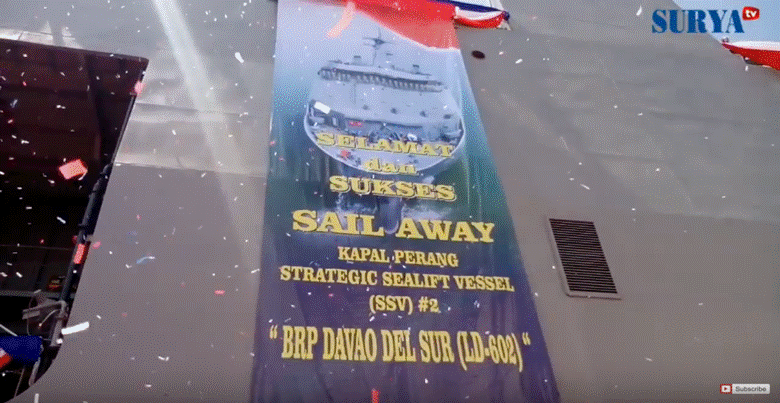 SURYA tv
SELAMAT
dan
SUKSES
SAIL AWAY
KAPAL PERANG
STRATEGIC SEALIFT VESSEL
(SSV) #2
" BRP DAVAO DEL SUR (LD-602)"
Subscribe